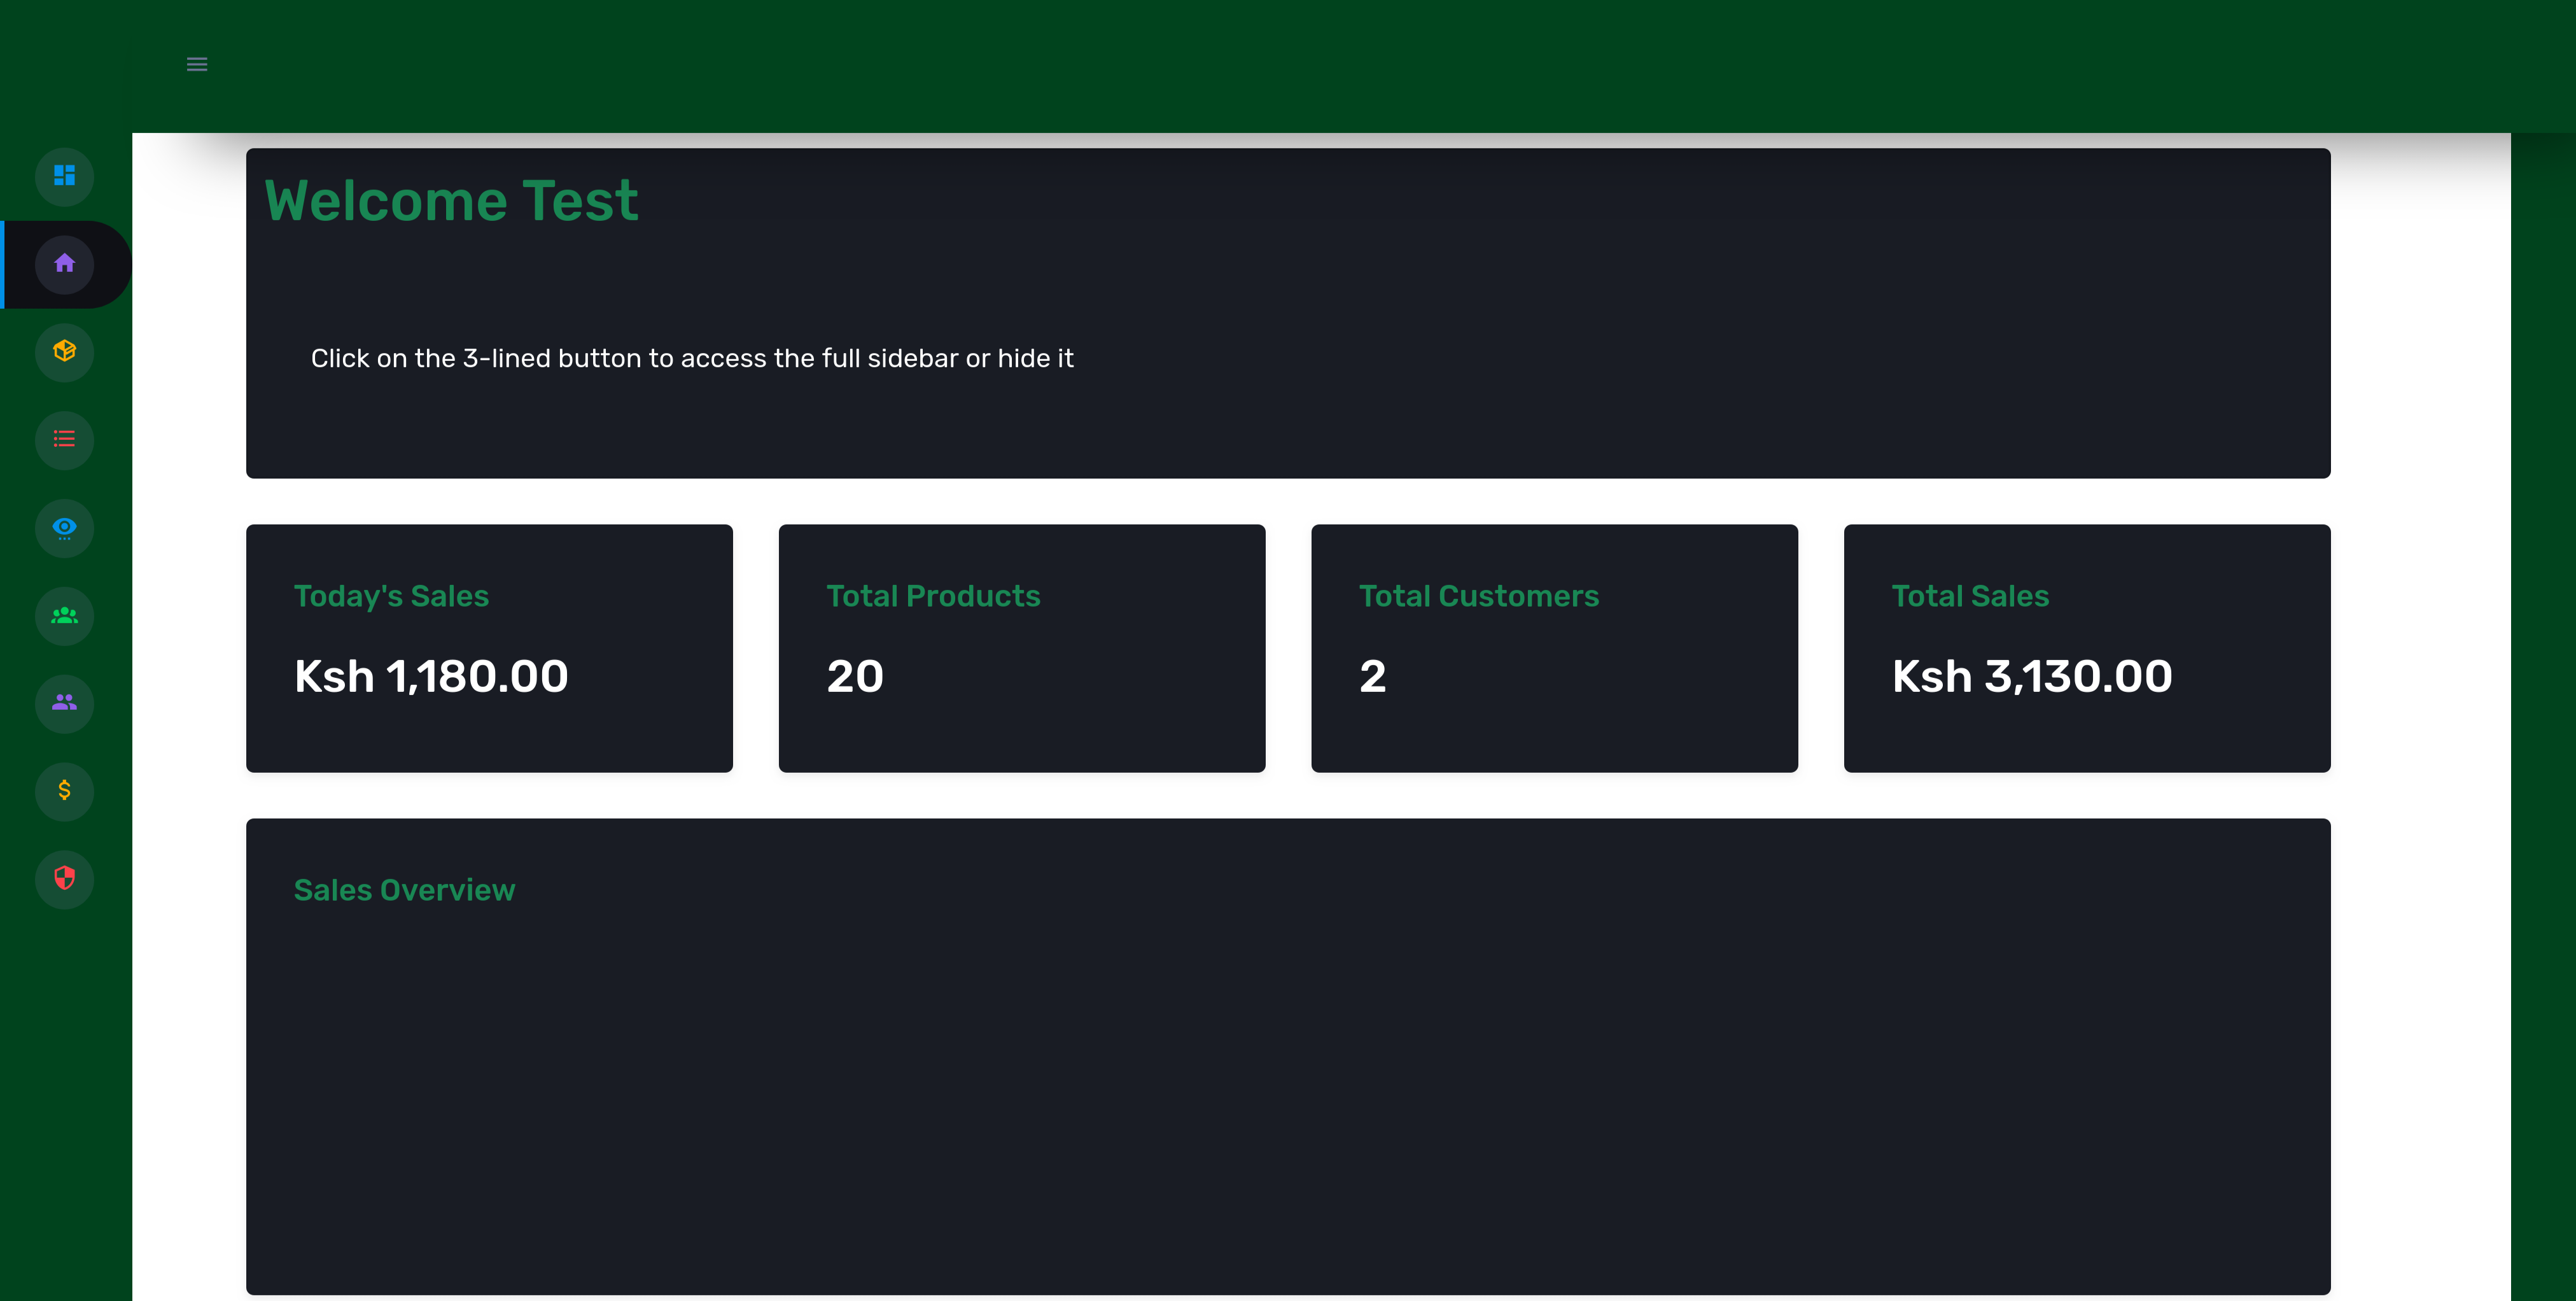 Welcome Test
Click on the 3-lined button to access the full sidebar or hide it
Today's Sales
Ksh 1,180.00
Total Products
20
Total Customers
2
Total Sales
Ksh 3,130.00
Sales Overview